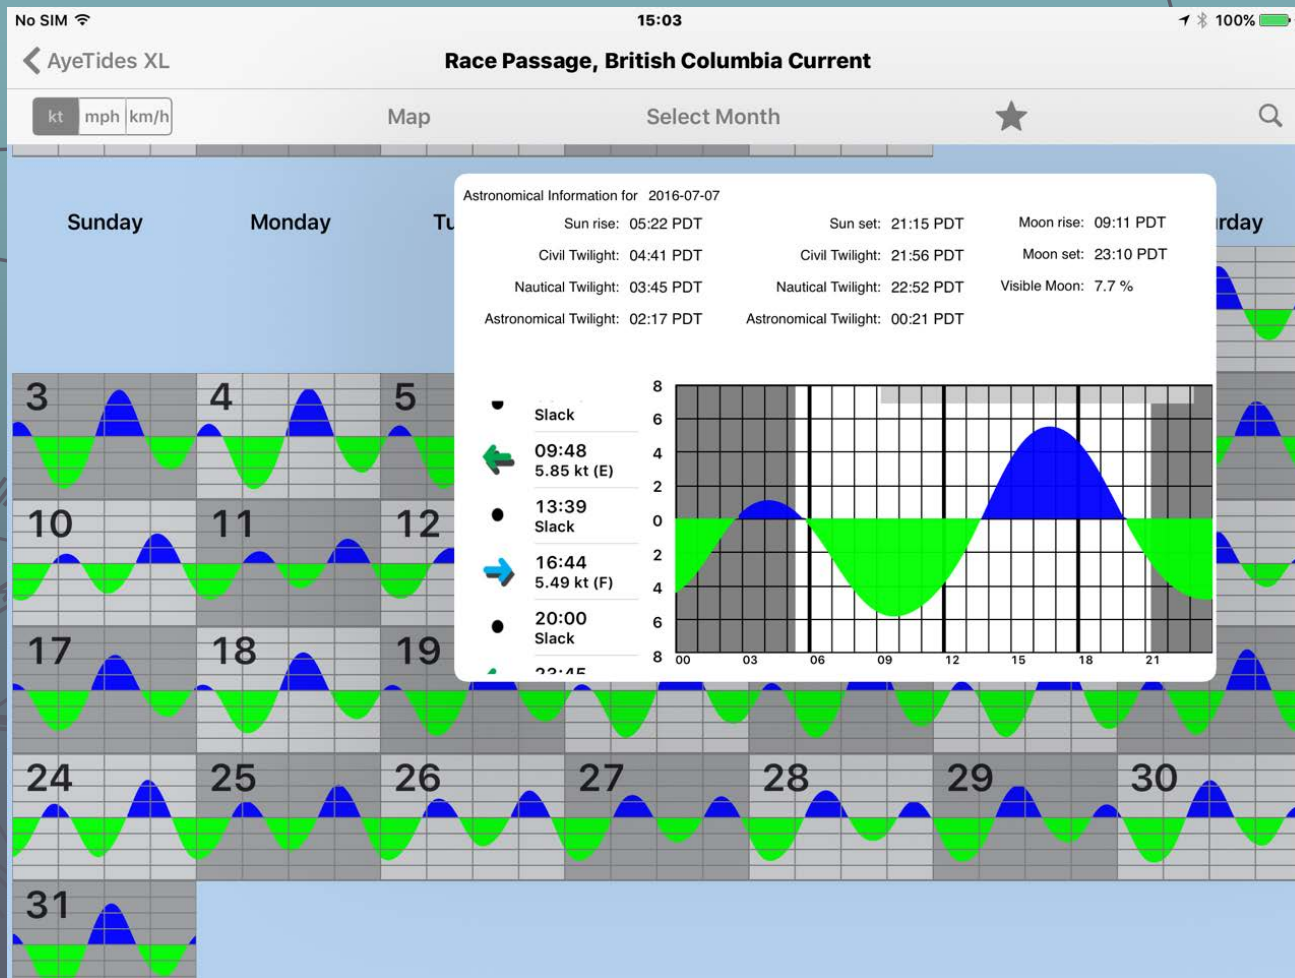 No SIM 15:03 100%
AyeTides XL Race Passage, British Columbia Current
kt mph km/h Map Select Month
Astronomical Information for 2016-07-07
Sun rise: 05:22 PDT Sun set: 21:15 PDT Moon rise: 09:11 PDT
Civil Twilight: 04:41 PDT Civil Twilight: 21:56 PDT Moon set: 23:10 PDT
Nautical Twilight: 03:45 PDT Nautical Twilight: 22:52 PDT Visible Moon: 7.7 %
Astronomical Twilight: 02:17 PDT Astronomical Twilight: 00:21 PDT
Sunday Monday Tu rday
Slack
09:48
5.85 kt (E)
13:39
Slack
16:44
5.49 kt (F)
20:00
Slack
23:45
8
6
4
2
0
2
4
6
8
00 03 06 09 12 15 18 21
3 4 5
10 11 12
17 18 19
24 25 26 27 28 29 30
31